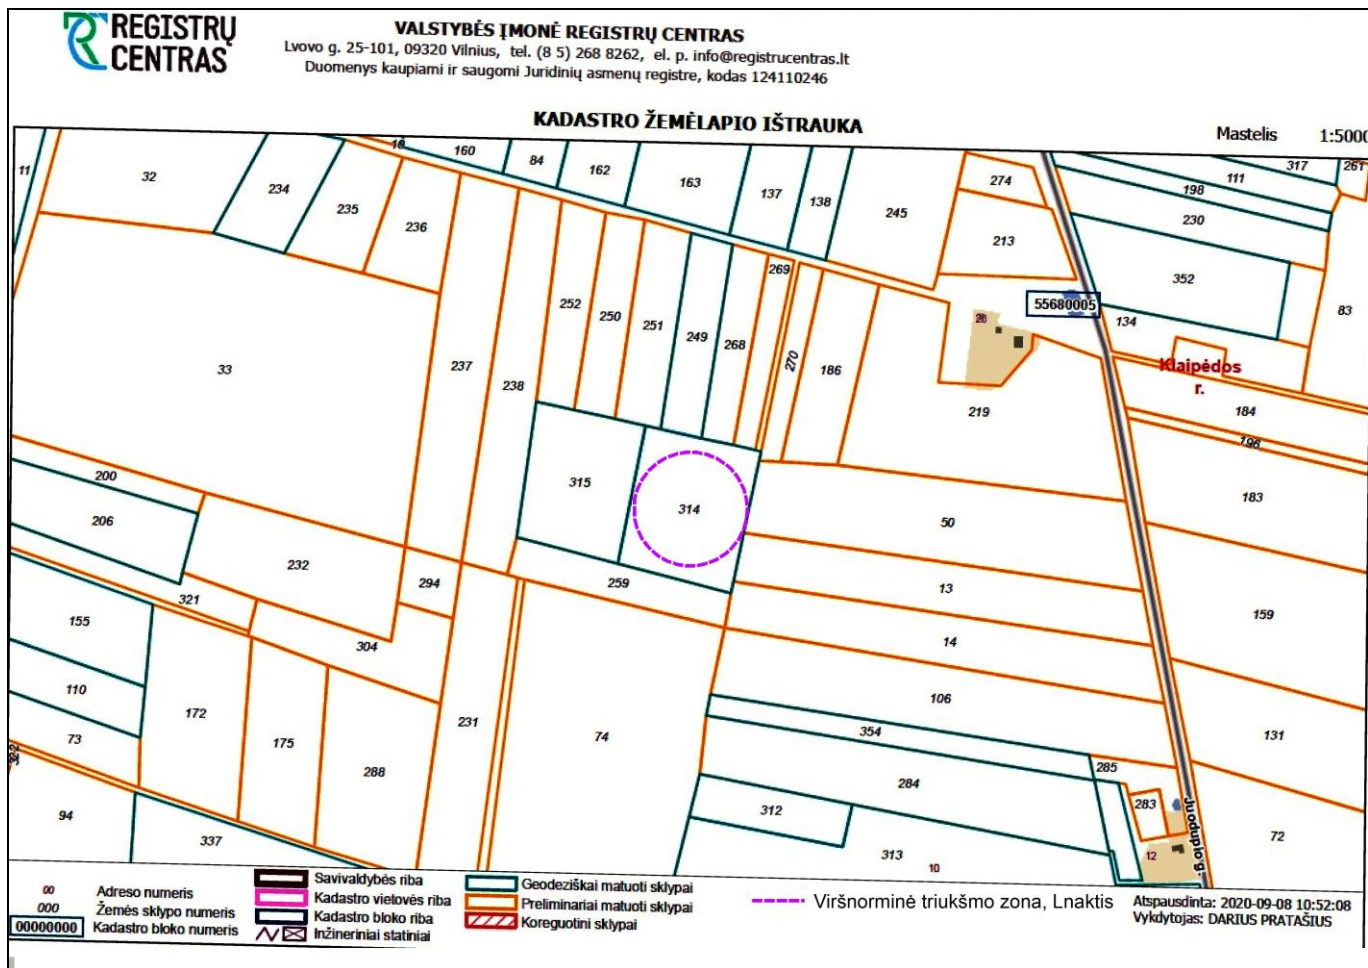 REGISTRŲ
CENTRAS
VALSTYBĖS ĮMONĖ REGISTRŲ CENTRAS
Lvovo g. 25-101, 09320 Vilnius, tel. (8 5) 268 8262, el. p. info@registrucentras.lt
Duomenys kaupiami ir saugomi Juridinių asmenų registre, kodas 124110246
KADASTRO ŽEMĖLAPIO IŠTRAUKA
Mastelis 1:5000
11 32 234 235 236 10 160 84 162 163 137 138 245 274 213
317 261 111 198 230 352 83
269 252 250 251 249 268 270 186
26 55680005 134
Klaipėdos
r.
33 237 238 219 184 196
200 206 315 314 50 183
232 294 259 13
321 304 14 159
155 110 172 175 288 231 74 106 354
73 322 285 131
94 337 312 284 283 72
313 10 12
Juodupio g.
00 Adreso numeris
000 Žemės sklypo numeris
00000000 Kadastro bloko numeris
Savivaldybės riba
Kadastro vietovės riba
Kadastro bloko riba
Inžineriniai statiniai
Geodeziškai matuoti sklypai
Preliminariai matuoti sklypai
Koreguotini sklypai
Viršnorminė triukšmo zona, Lnaktis
Atspausdinta: 2020-09-08 10:52:08
Vykdytojas: DARIUS PRATAŠIUS